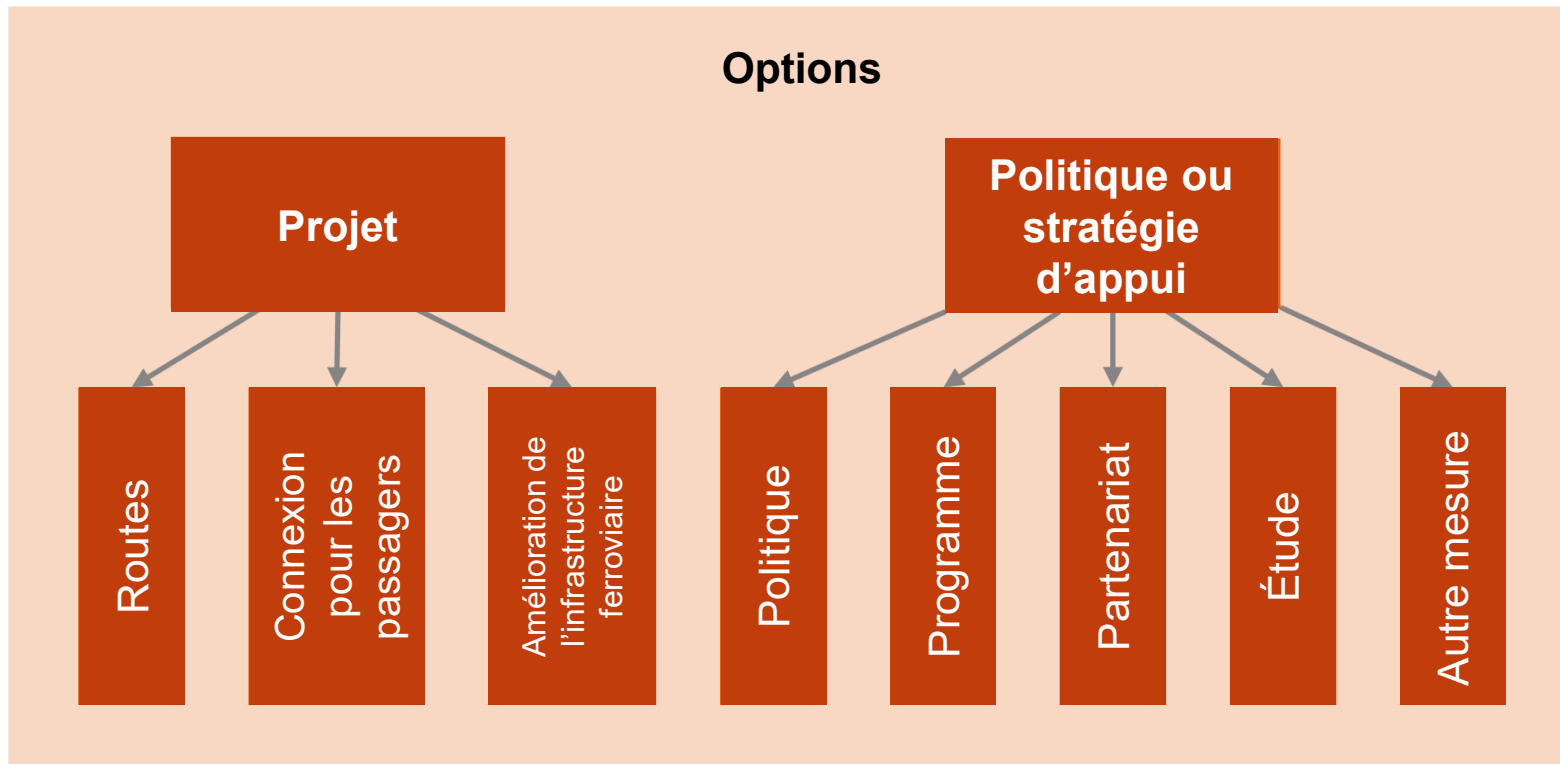 Options
Projet
Politique ou
stratégie
d’appui
Routes
Connexion
pour les
passagers
Amélioration de
l’infrastructure
ferroviaire
Politique
Programme
Partenariat
Étude
Autre mesure